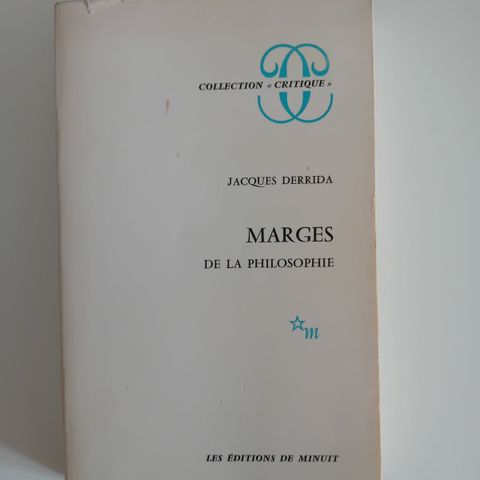 COLLECTION « CRITIQUE »
JACQUES DERRIDA
MARGES
DE LA PHILOSOPHIE
m
LES ÉDITIONS DE MINUIT